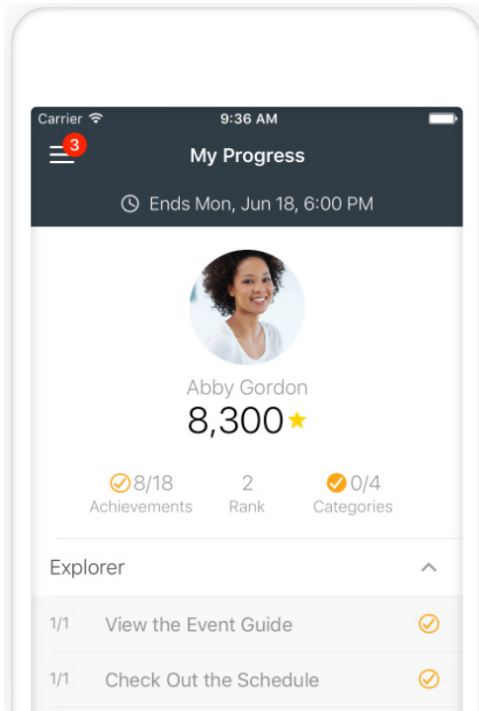 Carrier 9:36 AM
3
My Progress
Ends Mon, Jun 18, 6:00 PM
Abby Gordon
8,300
8/18 2 0/4
Achievements Rank Categories
Explorer
1/1 View the Event Guide
1/1 Check Out the Schedule